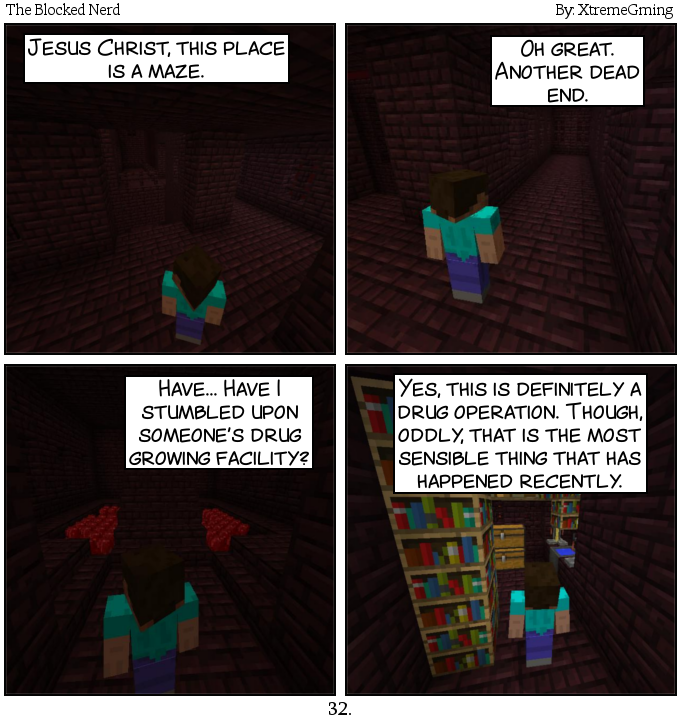 The Blocked Nerd
By: XtremeGming
Jesus Christ, this place
is a maze.
Oh great.
Another dead
end.
Have... Have I
stumbled upon
someone's drug
growing facility?
Yes, this is definitely a
drug operation. Though,
oddly, that is the most
sensible thing that has
happened recently.
32.